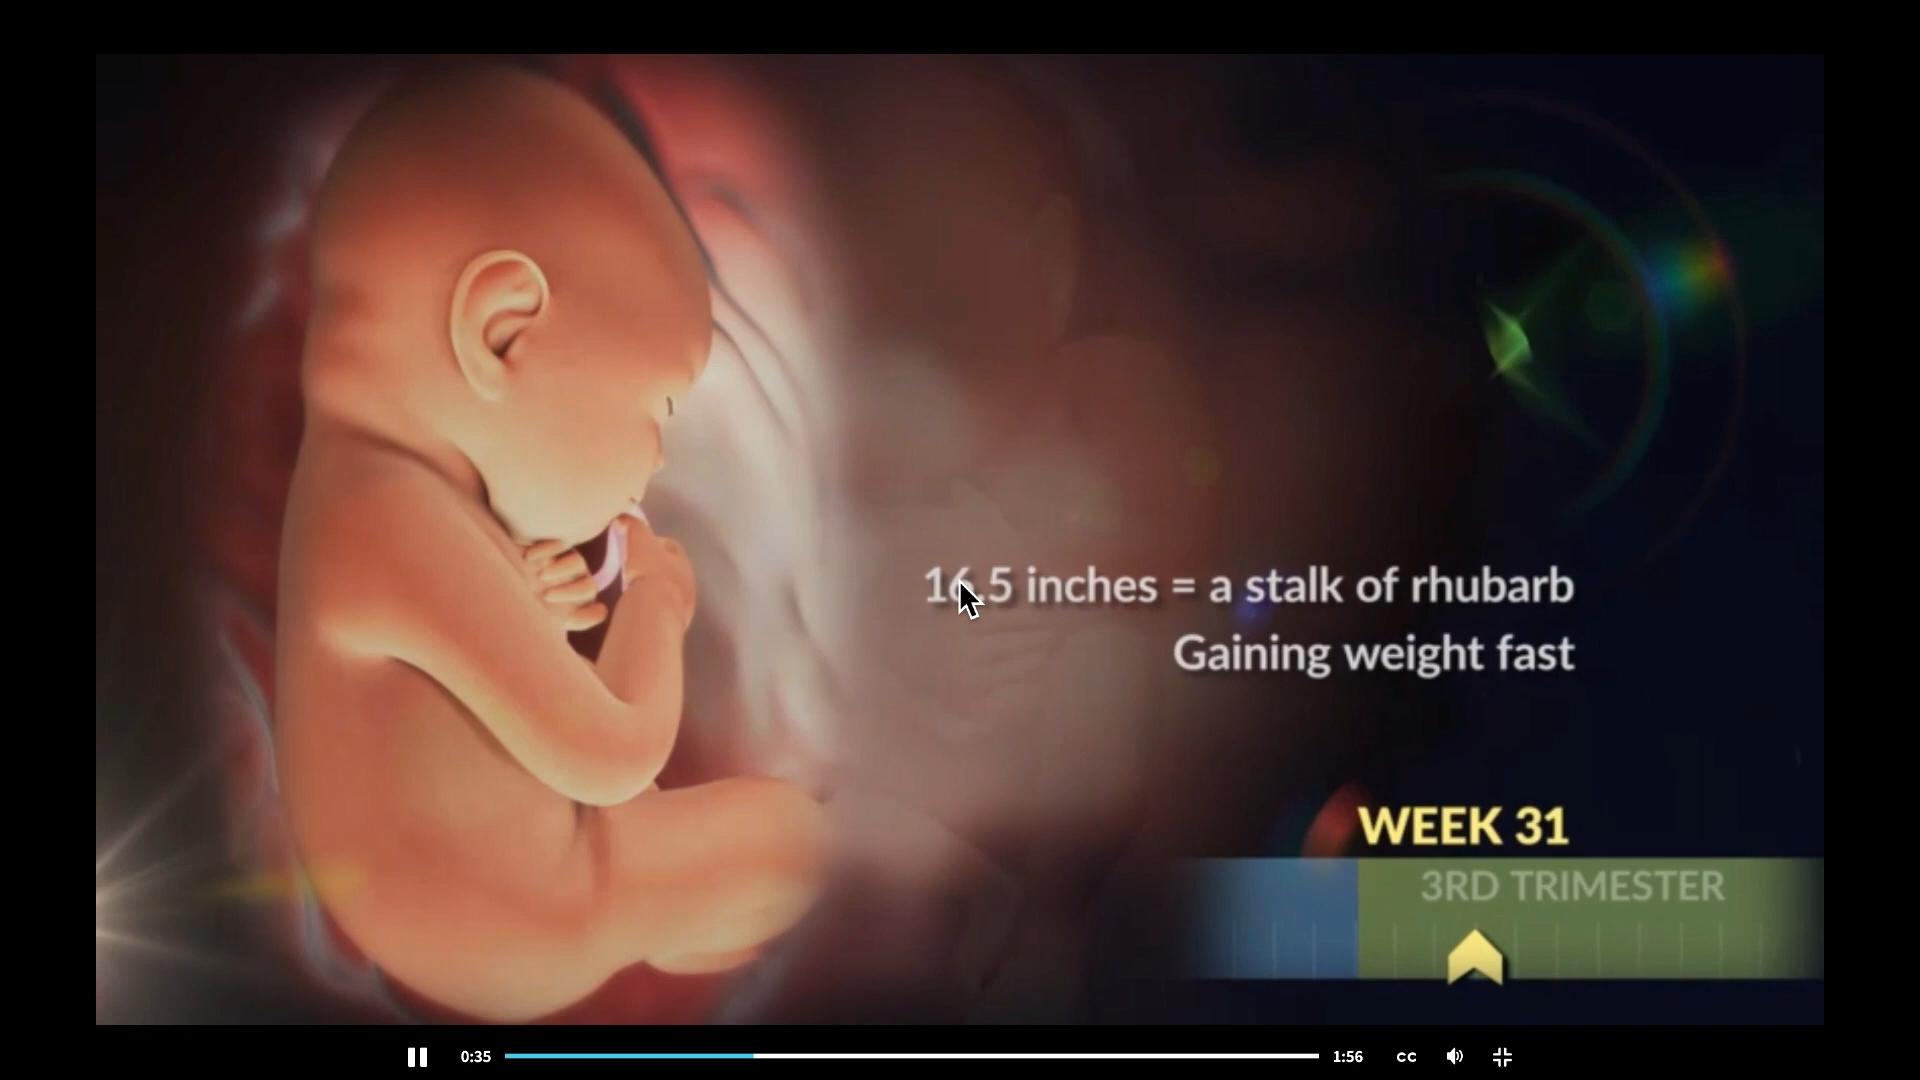 16.5 inches = a stalk of rhubarb
Gaining weight fast
WEEK 31
3RD TRIMESTER
0:35
1:56
CC